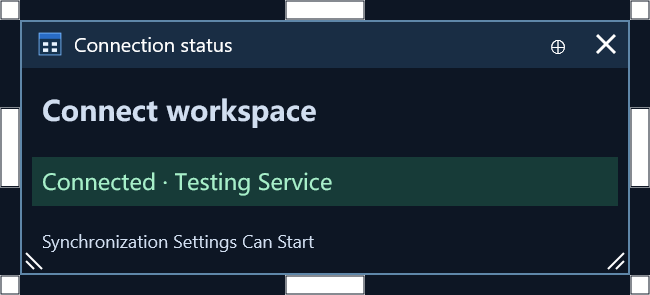 Connection status
Connect workspace
Connected · Testing Service
Synchronization Settings Can Start